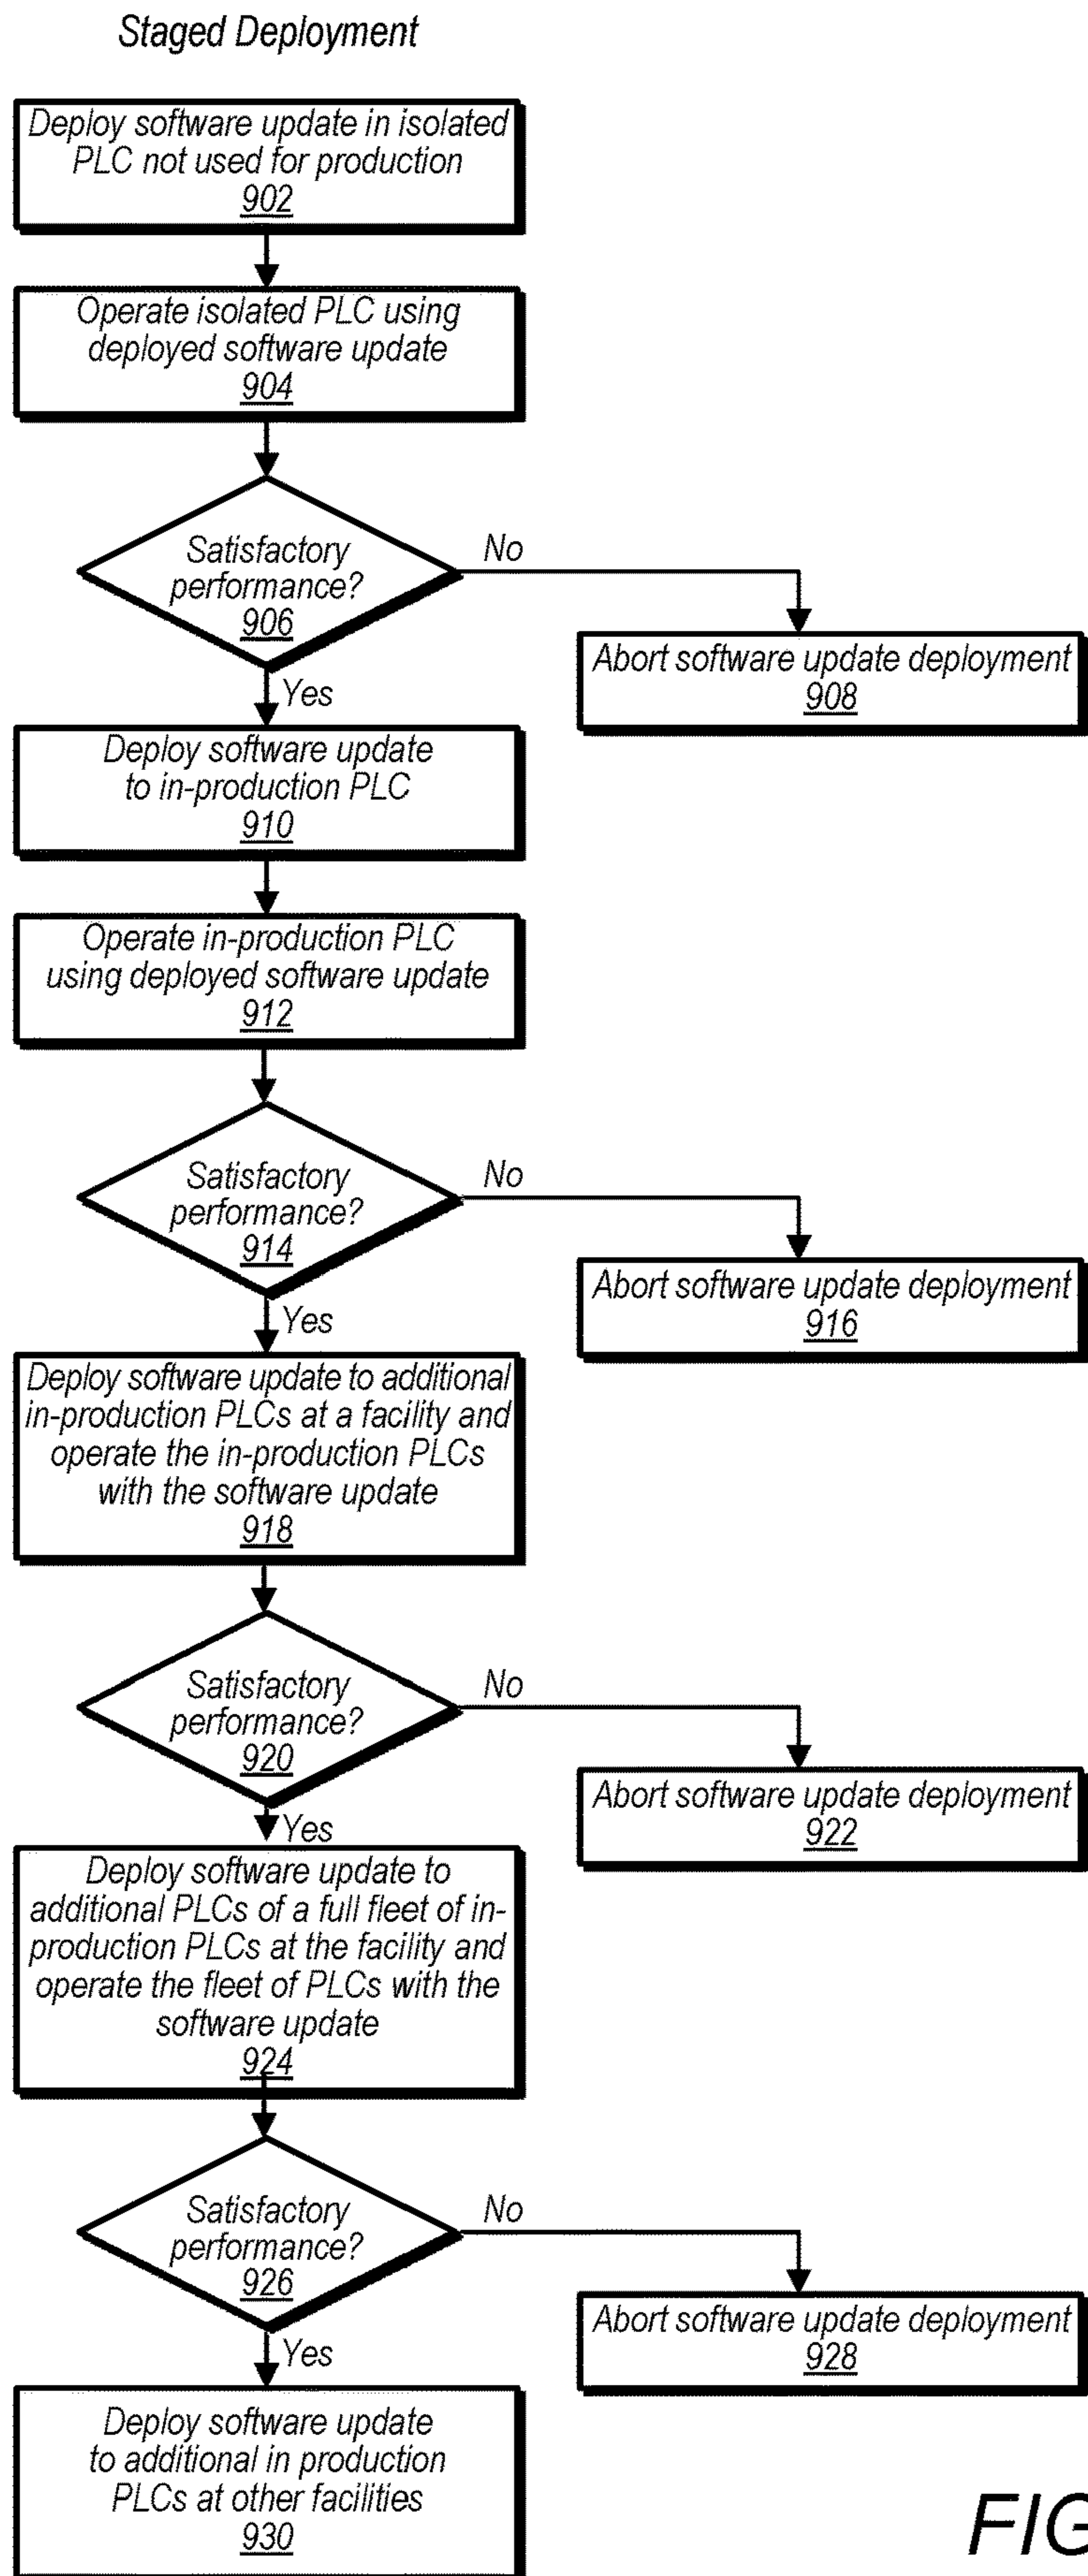 Staged Deployment
Deploy software update in isolated
PLC not used for production
902
Operate isolated PLC using
deployed software update
904
Satisfactory
performance?
906
No
Abort software update deployment
908
Yes
Deploy software update
to in-production PLC
910
Operate in-production PLC
using deployed software update
912
Satisfactory
performance?
914
No
Abort software update deployment
916
Yes
Deploy software update to additional
in-production PLCs at a facility and
operate the in-production PLCs
with the software update
918
Satisfactory
performance?
920
No
Abort software update deployment
922
Yes
Deploy software update to
additional PLCs of a full fleet of in-
production PLCs at the facility and
operate the fleet of PLCs with the
software update
924
Satisfactory
performance?
926
No
Abort software update deployment
928
Yes
Deploy software update
to additional in production
PLCs at other facilities
930
FIG